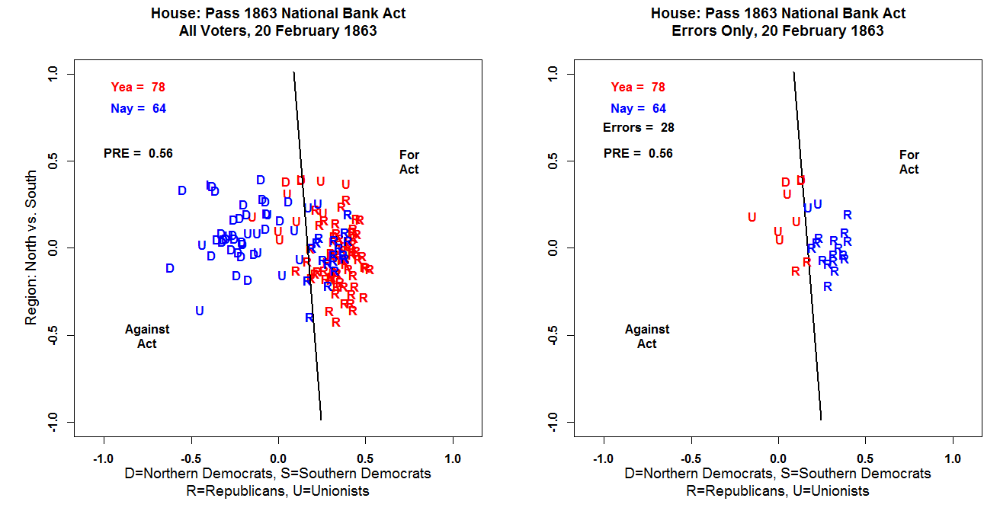 House: Pass 1863 National Bank Act
All Voters, 20 February 1863
Yea = 78
Nay = 64
PRE = 0.56
For
Act
Against
Act
Region: North vs. South
1.0
0.5
0.0
-0.5
-1.0
-1.0 -0.5 0.0 0.5 1.0
D=Northern Democrats, S=Southern Democrats
R=Republicans, U=Unionists
House: Pass 1863 National Bank Act
Errors Only, 20 February 1863
Yea = 78
Nay = 64
Errors = 28
PRE = 0.56
For
Act
Against
Act
1.0
0.5
0.0
-0.5
-1.0
-1.0 -0.5 0.0 0.5 1.0
D=Northern Democrats, S=Southern Democrats
R=Republicans, U=Unionists